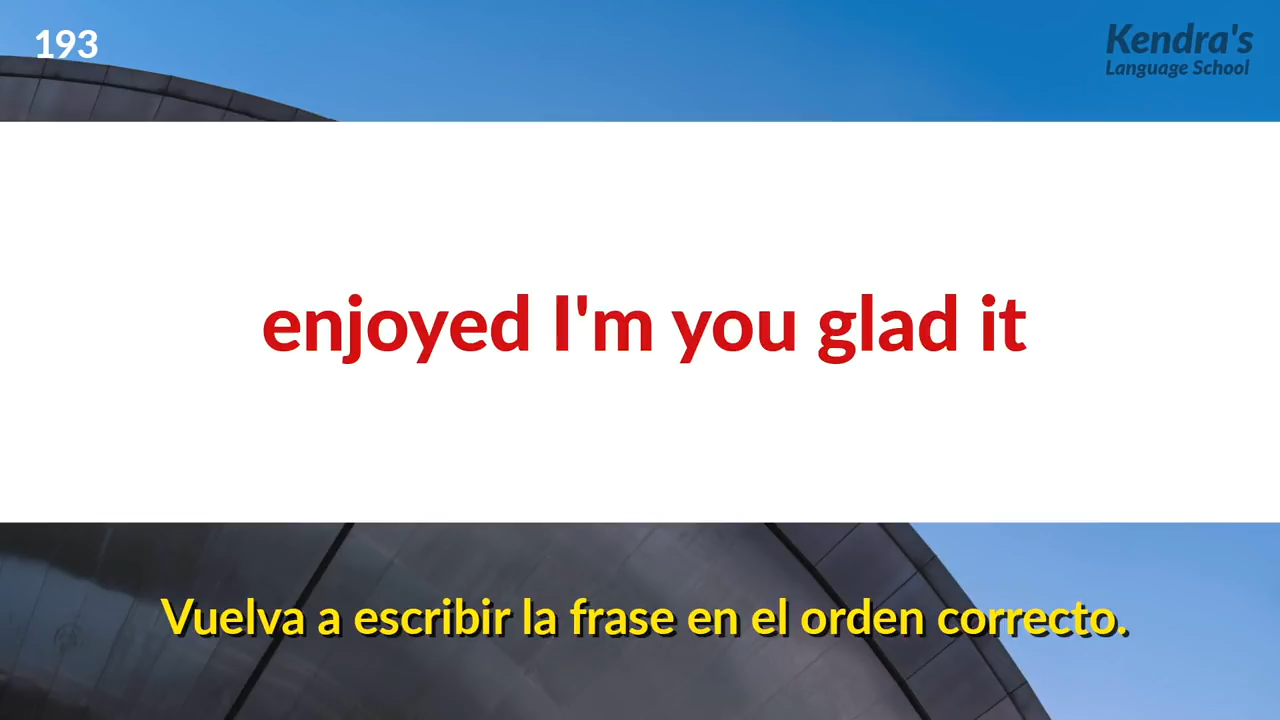 193
Kendra's
Language School
enjoyed I'm you glad it
Vuelva a escribir la frase en el orden correcto.